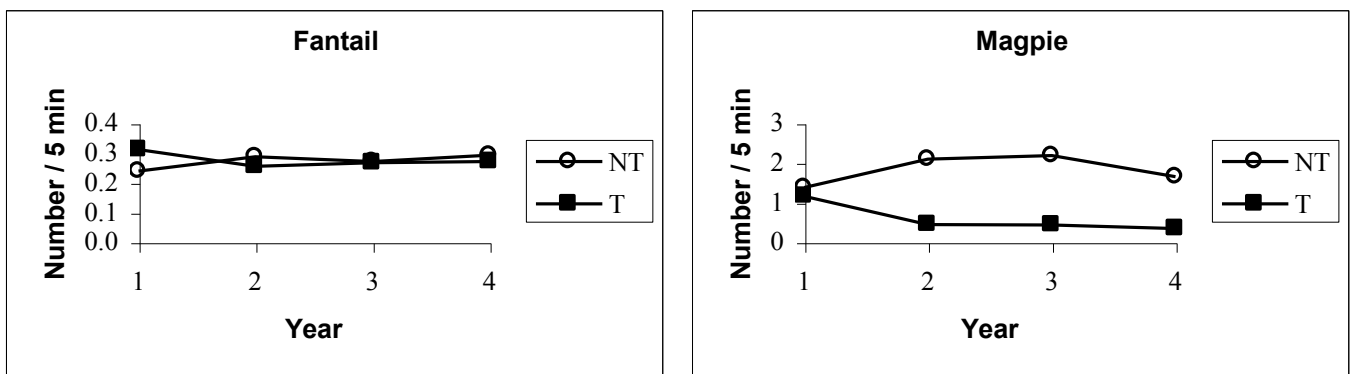 Fantail
Number / 5 min
0.4
0.3
0.2
0.1
0.0
1 2 3 4
Year
NT
T
Magpie
Number / 5 min
3
2
1
0
1 2 3 4
Year
NT
T